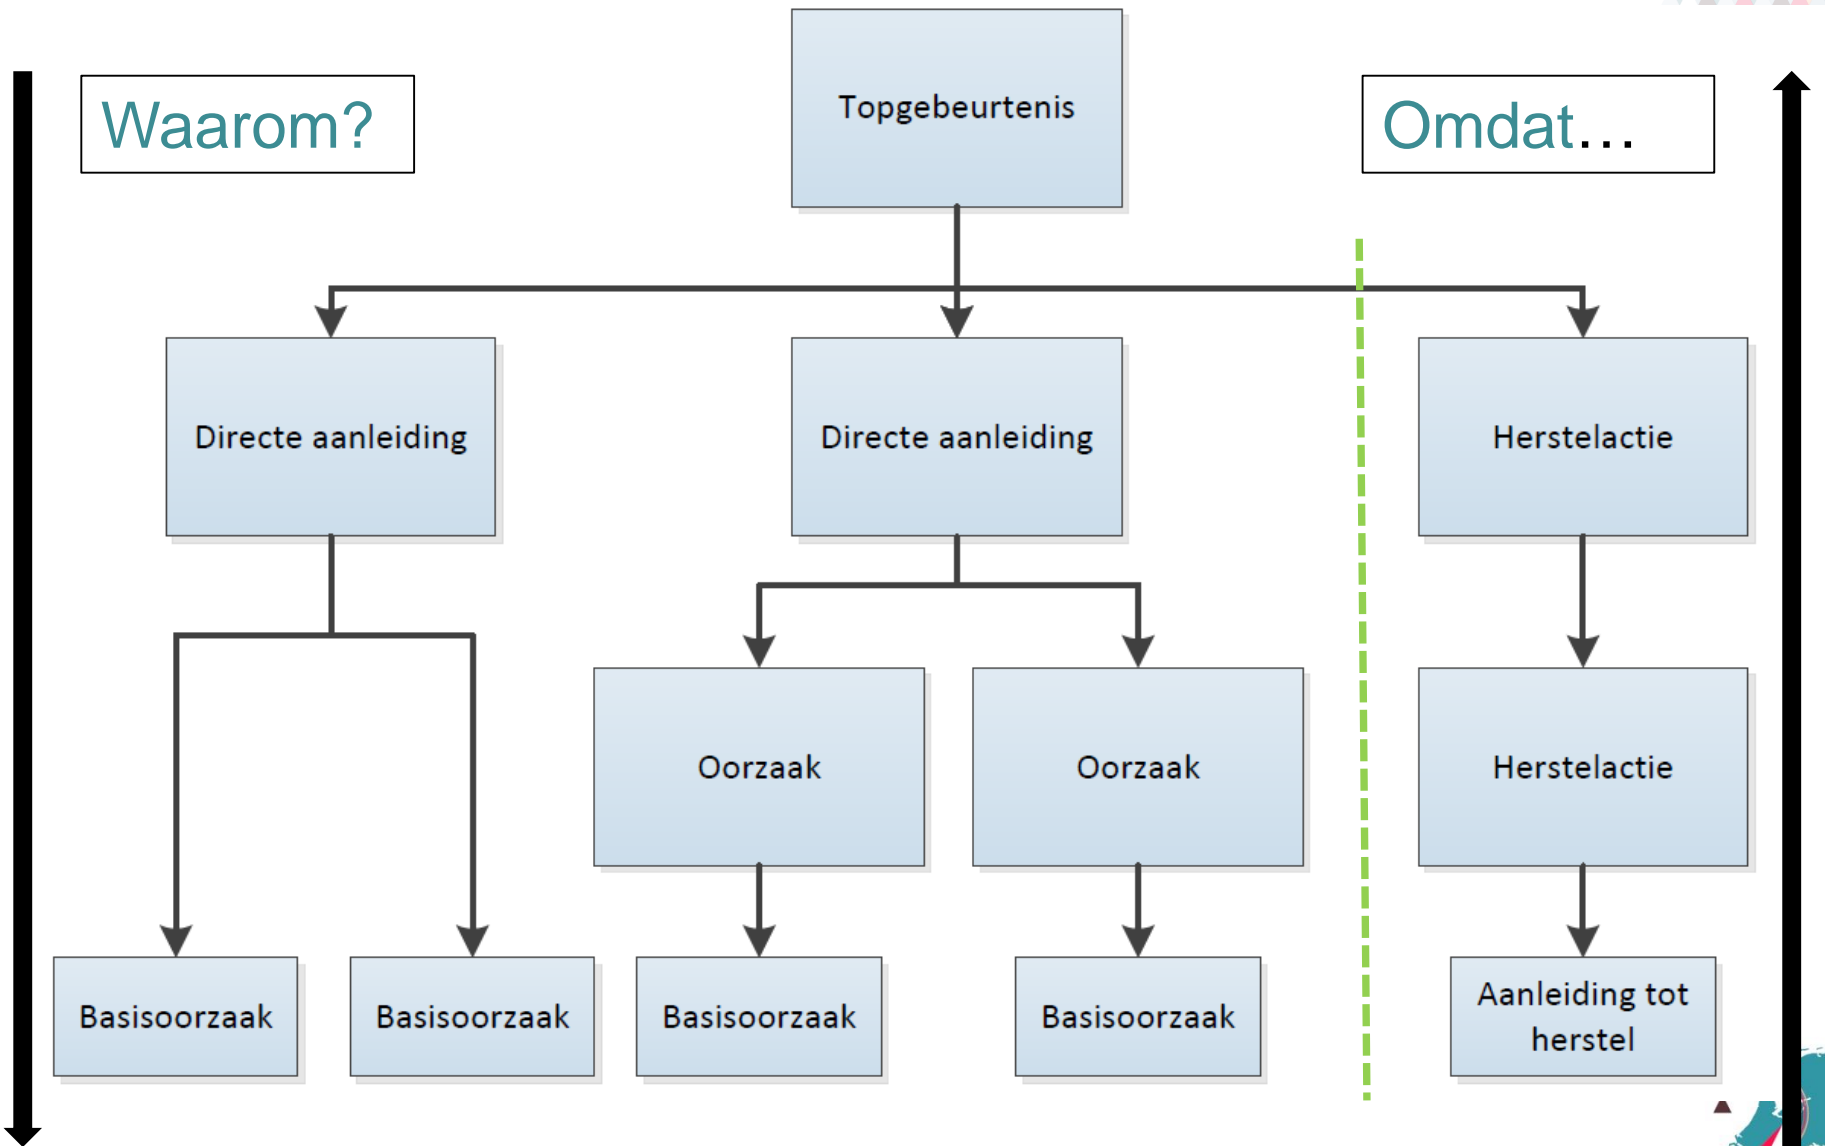 Topgebeurtenis
Waarom?
Omdat...
Directe aanleiding
Directe aanleiding
Herstelactie
Oorzaak
Oorzaak
Herstelactie
Basisoorzaak
Basisoorzaak
Basisoorzaak
Basisoorzaak
Aanleiding tot
herstel